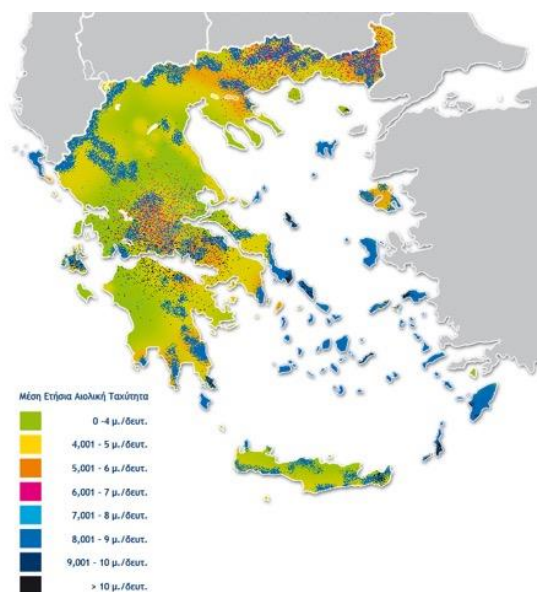 Μέση Ετήσια Αιολική Ταχύτητα
0 -4 μ./δευτ.
4,001 - 5 μ./δευτ.
5,001 - 6 μ./δευτ.
6,001 - 7 μ./δευτ.
7,001 - 8 μ./δευτ.
8,001 - 9 μ./δευτ.
9,001 - 10 μ./δευτ.
> 10 μ./δευτ.